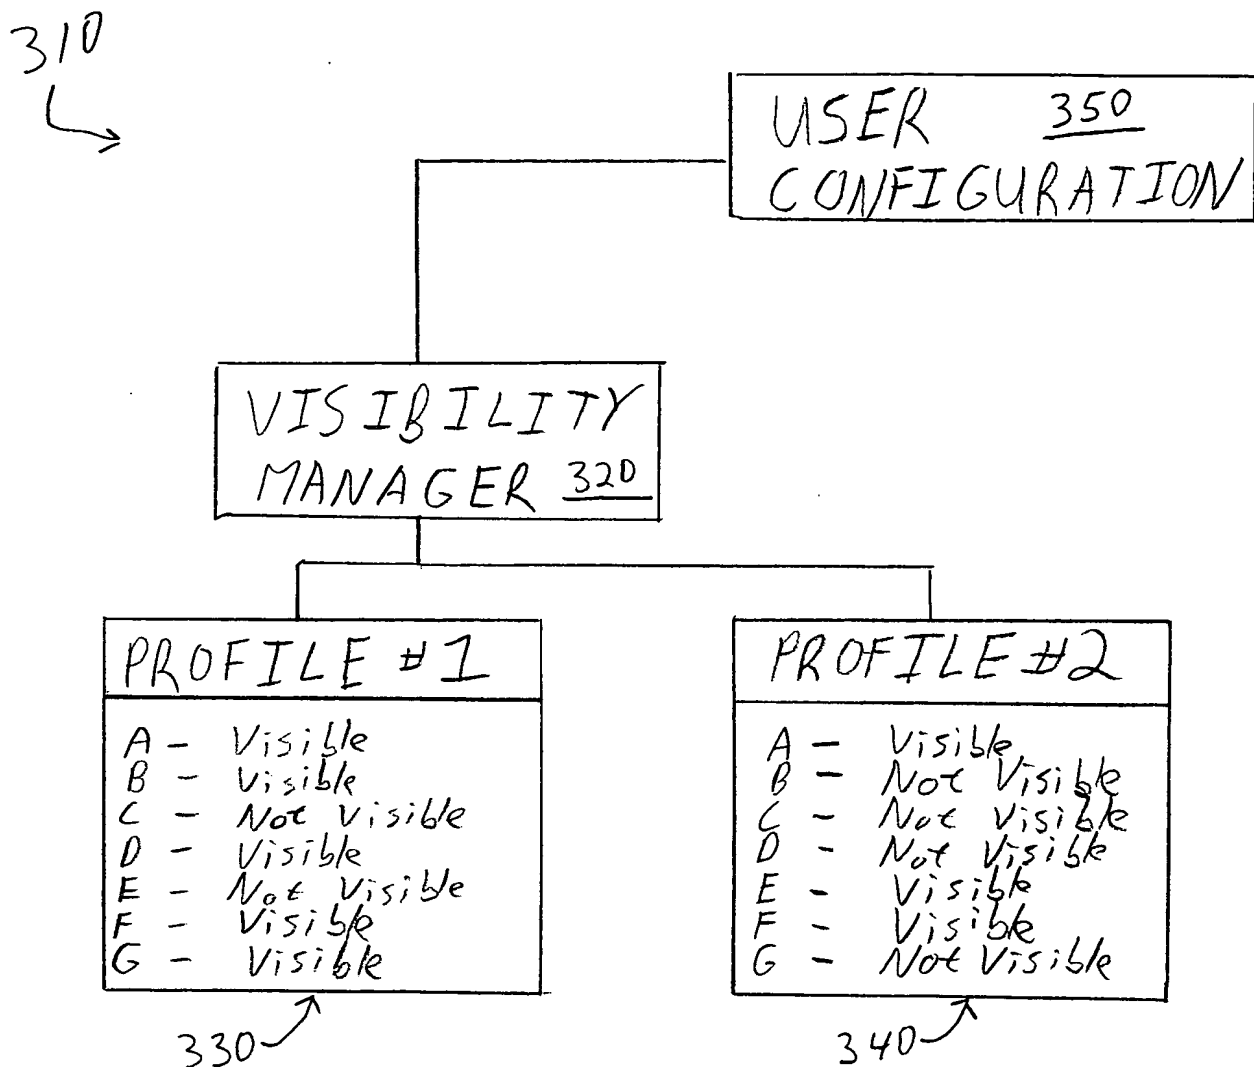 310
USER 350
CONFIGURATION
VISIBILITY
MANAGER 320
PROFILE #1
A - Visible
B - Visible
C - Not Visible
D - Visible
E - Not Visible
F - Visible
G - Visible
330
PROFILE #2
A - Visible
B - Not Visible
C - Not Visible
D - Not Visible
E - Visible
F - Visible
G - Not Visible
340